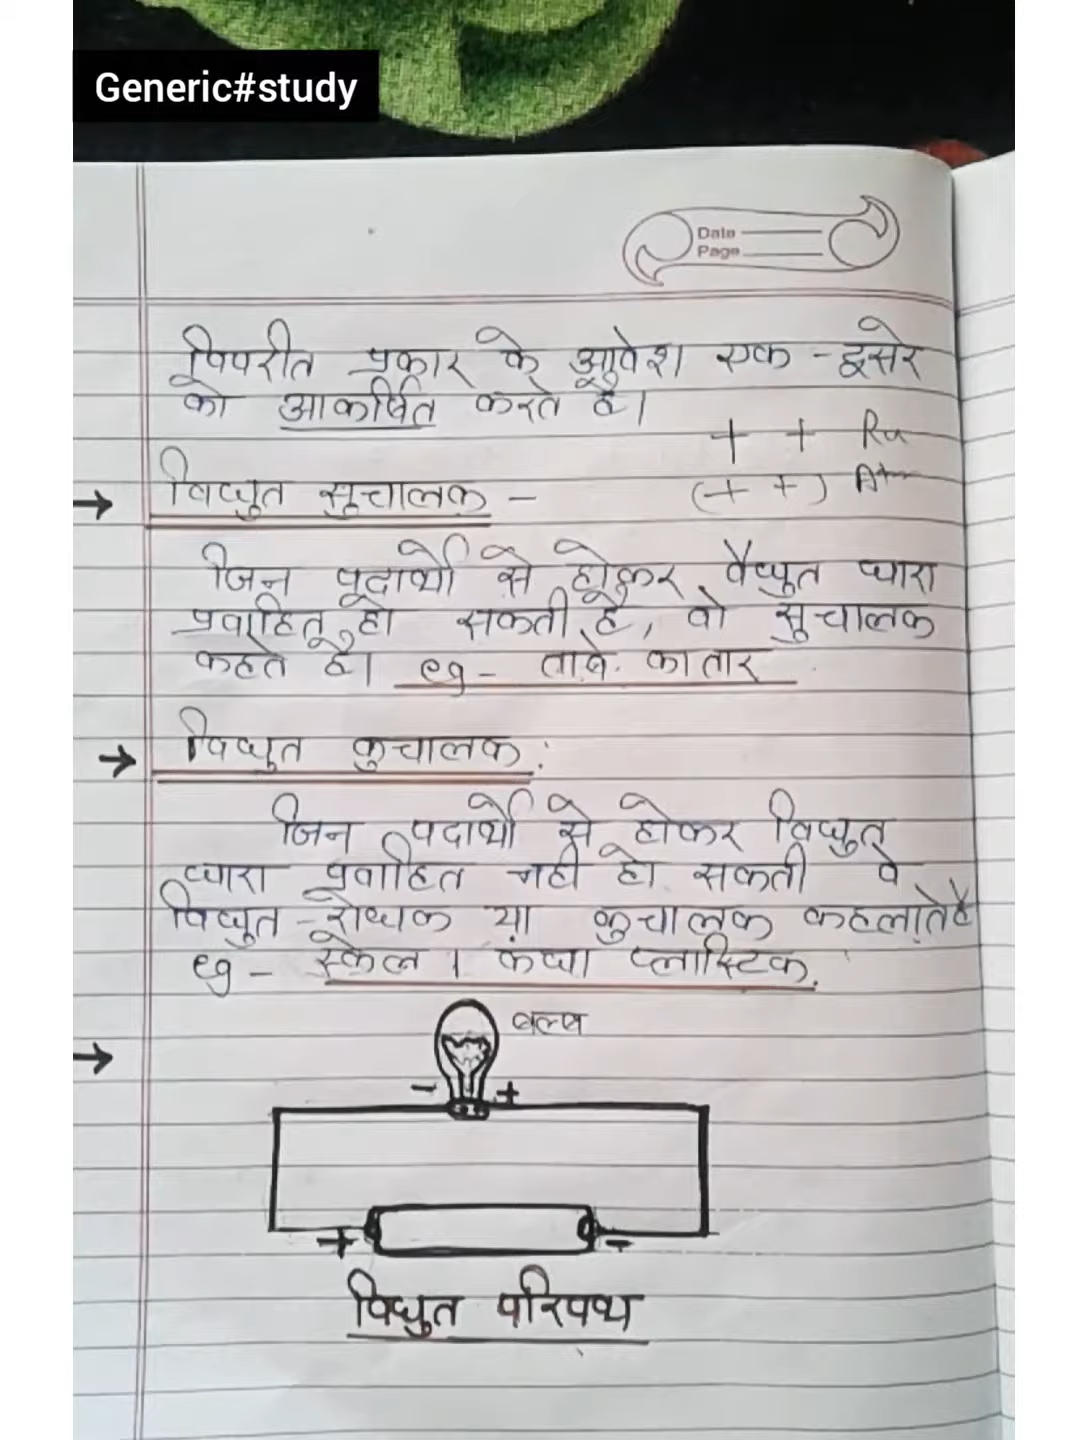 Generic#study
Date
Page
विपरीत प्रकार के आवेश एक-दूसरे
को आकर्षित करते है।
+ + Ru
(+ +)
विध्युत सुचालक -
जिन पदार्थो से होकर वैध्युत ध्यारा
प्रवाहित हो सकती है, वो सुचालक
कहते है। eg- तांबे का तार
विध्युत कुचालक:
जिन पदार्थो से होकर विध्युत
ध्यारा प्रवाहित नही हो सकती वे
विध्युत-रोधक या कुचालक कहलाते है
eg- स्केल। कंघा प्लास्टिक.
बल्ब
- +
+ -
विध्युत परिपथ